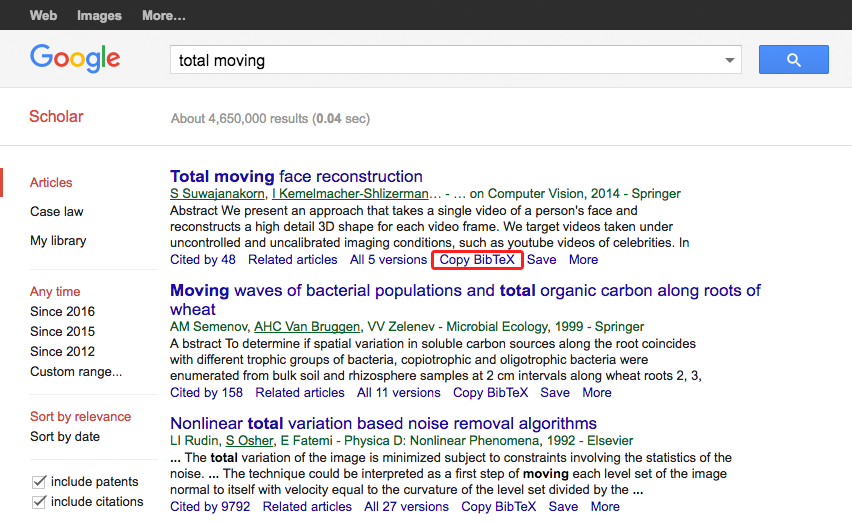 Web Images More...
Google
total moving
Scholar
About 4,650,000 results (0.04 sec)
Articles
Case law
My library
Any time
Since 2016
Since 2015
Since 2012
Custom range...
Sort by relevance
Sort by date
include patents
include citations
Total moving face reconstruction
S Suwajanakorn, I Kemelmacher-Shlizerman… - … on Computer Vision, 2014 - Springer
Abstract We present an approach that takes a single video of a person's face and
reconstructs a high detail 3D shape for each video frame. We target videos taken under
uncontrolled and uncalibrated imaging conditions, such as youtube videos of celebrities. In
Cited by 48 Related articles All 5 versions Copy BibTeX Save More
Moving waves of bacterial populations and total organic carbon along roots of
wheat
AM Semenov, AHC Van Bruggen, VV Zelenev - Microbial Ecology, 1999 - Springer
A bstract To determine if spatial variation in soluble carbon sources along the root coincides
with different trophic groups of bacteria, copiotrophic and oligotrophic bacteria were
enumerated from bulk soil and rhizosphere samples at 2 cm intervals along wheat roots 2, 3,
Cited by 158 Related articles All 11 versions Copy BibTeX Save More
Nonlinear total variation based noise removal algorithms
LI Rudin, S Osher, E Fatemi - Physica D: Nonlinear Phenomena, 1992 - Elsevier
... The total variation of the image is minimized subject to constraints involving the statistics of the
noise. ... The technique could be interpreted as a first step of moving each level set of the image
normal to itself with velocity equal to the curvature of the level set divided by the ...
Cited by 9792 Related articles All 27 versions Copy BibTeX Save More